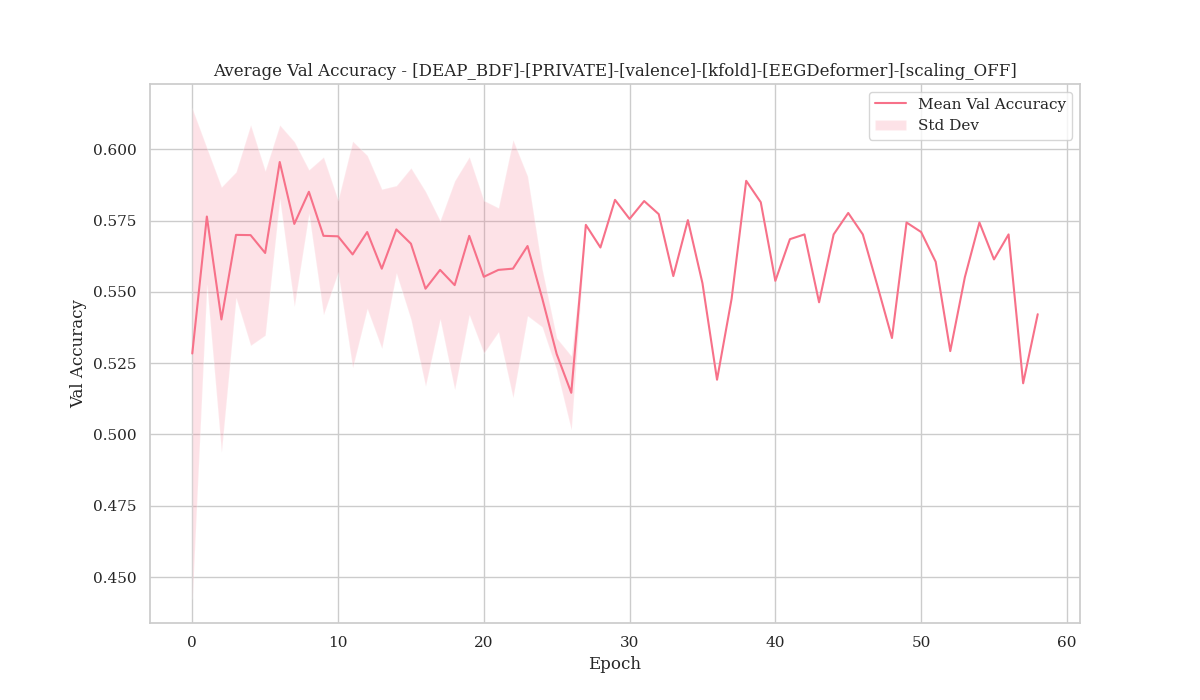 Average Val Accuracy - [DEAP_BDF]-[PRIVATE]-[valence]-[kfold]-[EEGDeformer]-[scaling_OFF]
Mean Val Accuracy
Std Dev
Val Accuracy
0.600
0.575
0.550
0.525
0.500
0.475
0.450
0 10 20 30 40 50 60
Epoch